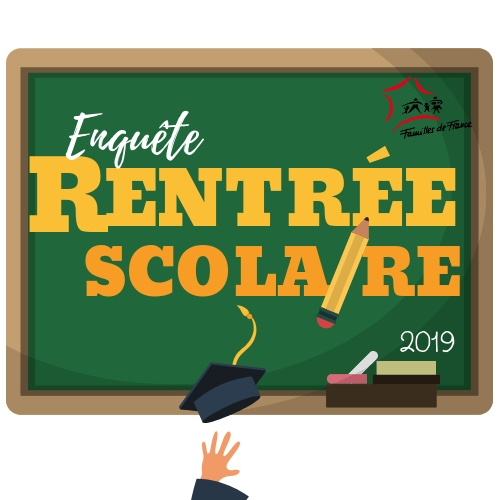 Familles de France
Enquête
RENTRÉE
SCOLAIRE
2019